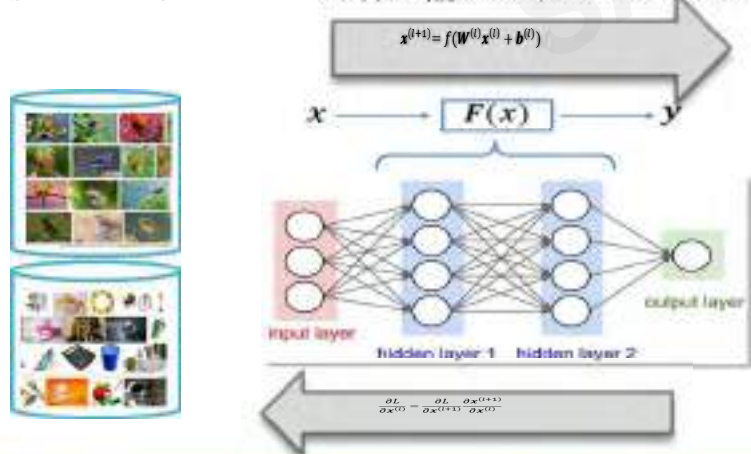 x^(l+1) = f(W^(l)x^(l) + b^(l))
x F(x) y
input layer
hidden layer 1 hidden layer 2
output layer
∂L/∂x^(l) = ∂L/∂x^(l+1) ∂x^(l+1)/∂x^(l)